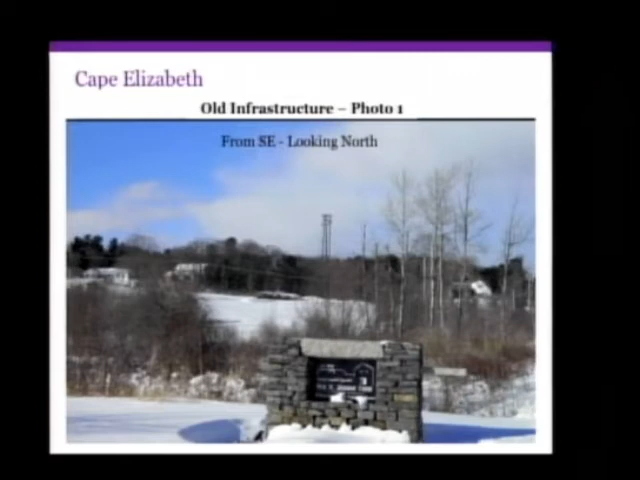 Cape Elizabeth
Old Infrastructure – Photo 1
From SE - Looking North